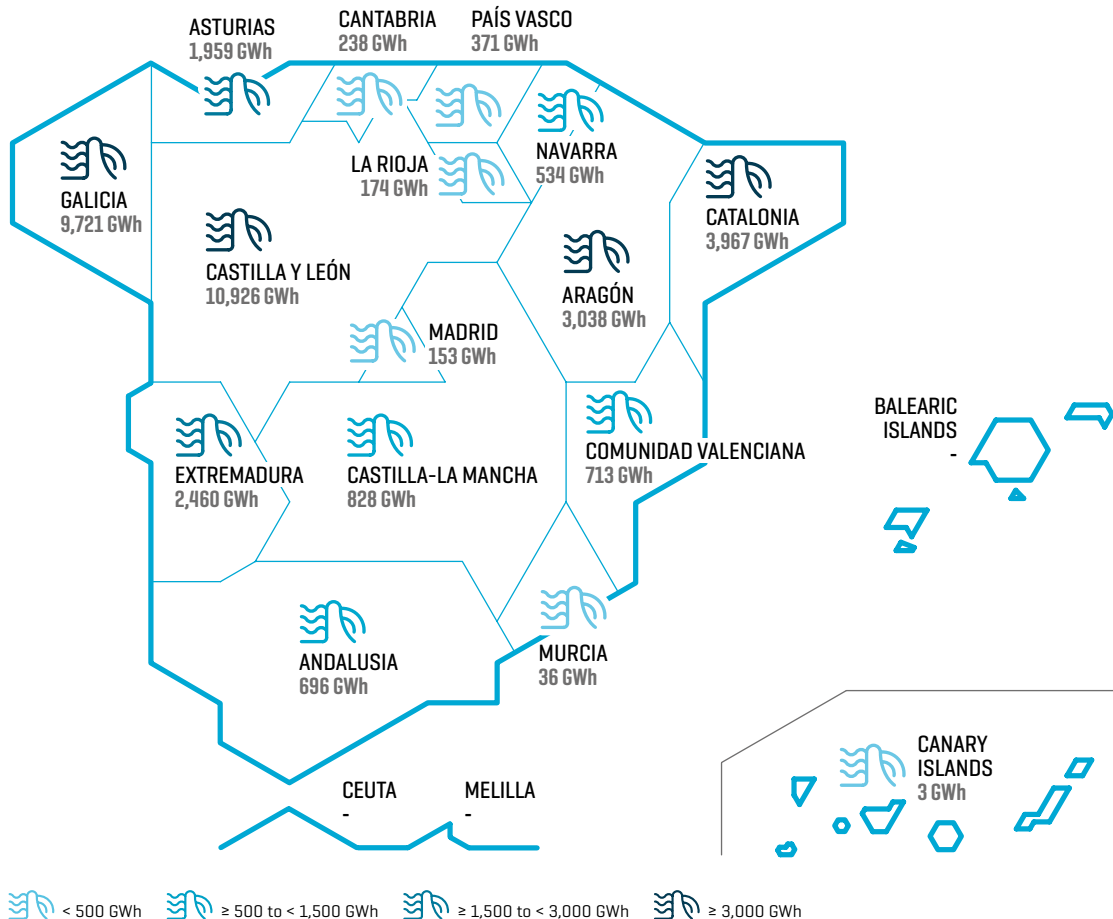 ASTURIAS
1,959 GWh
CANTABRIA
238 GWh
PAÍS VASCO
371 GWh
GALICIA
9,721 GWh
LA RIOJA
174 GWh
NAVARRA
534 GWh
CATALONIA
3,967 GWh
CASTILLA Y LEÓN
10,926 GWh
ARAGÓN
3,038 GWh
MADRID
153 GWh
EXTREMADURA
2,460 GWh
CASTILLA-LA MANCHA
828 GWh
COMUNIDAD VALENCIANA
713 GWh
BALEARIC
ISLANDS
-
ANDALUSIA
696 GWh
MURCIA
36 GWh
CANARY
ISLANDS
3 GWh
CEUTA
-
MELILLA
-
< 500 GWh
≥ 500 to < 1,500 GWh
≥ 1,500 to < 3,000 GWh
≥ 3,000 GWh